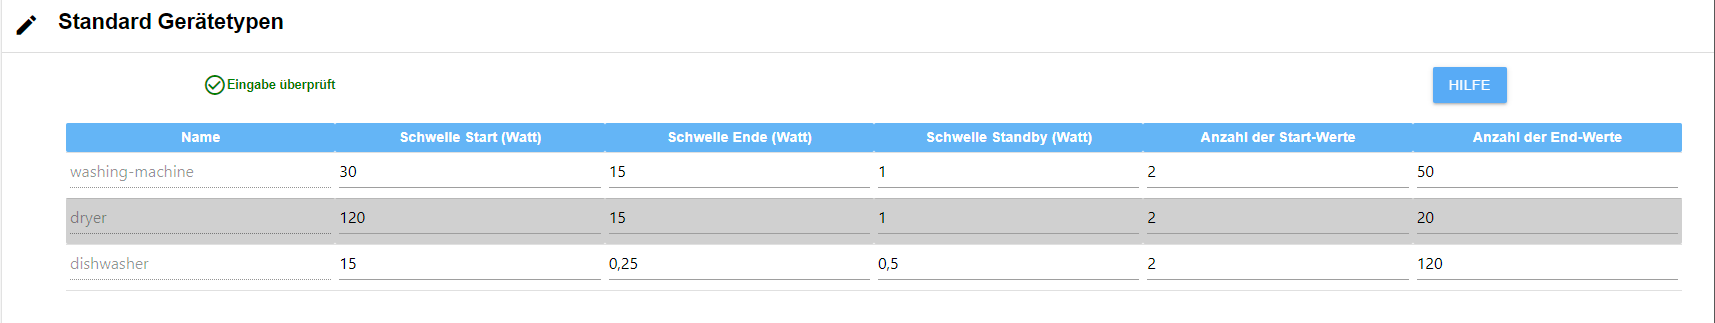 Standard Gerätetypen
Eingabe überprüft
HILFE
Name Schwelle Start (Watt) Schwelle Ende (Watt) Schwelle Standby (Watt) Anzahl der Start-Werte Anzahl der End-Werte
washing-machine 30 15 1 2 50
dryer 120 15 1 2 20
dishwasher 15 0,25 0,5 2 120